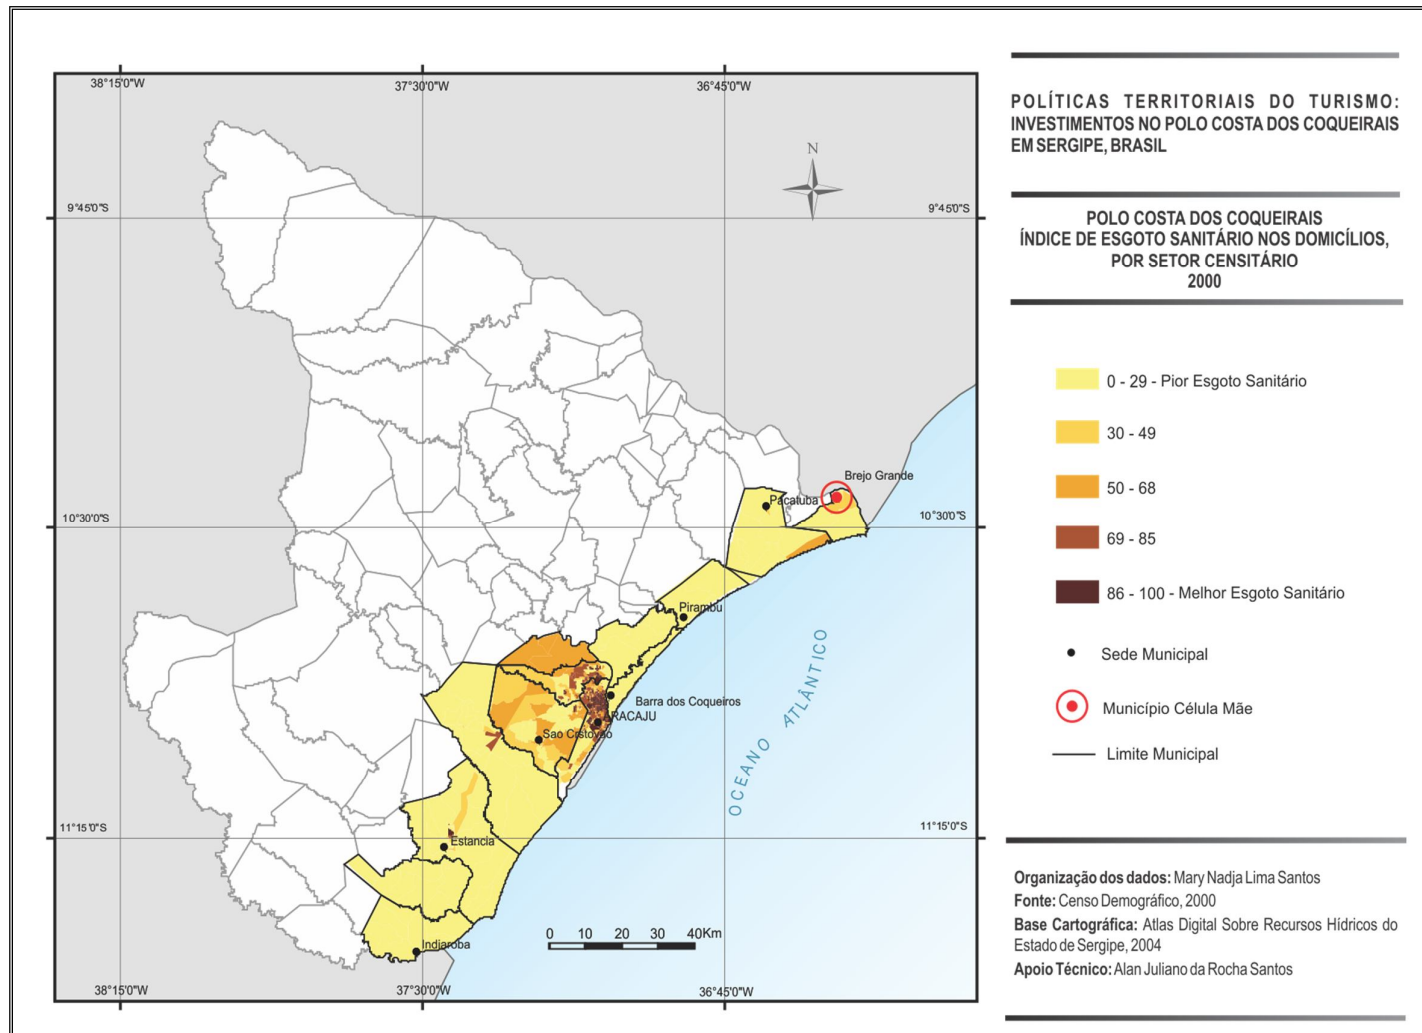 38°15'0"W
37°30'0"W
36°45'0"W
N
9°45'0"S
9°45'0"S
Brejo Grande
Pacatuba
10°30'0"S
10°30'0"S
Pirambu
Barra dos Coqueiros
ARACAJU
Sao Cristovao
OCEANO ATLÂNTICO
11°15'0"S
11°15'0"S
Estancia
Indiaroba
0 10 20 30 40Km
38°15'0"W
37°30'0"W
36°45'0"W
POLÍTICAS TERRITORIAIS DO TURISMO:
INVESTIMENTOS NO POLO COSTA DOS COQUEIRAIS
EM SERGIPE, BRASIL
POLO COSTA DOS COQUEIRAIS
ÍNDICE DE ESGOTO SANITÁRIO NOS DOMICÍLIOS,
POR SETOR CENSITÁRIO
2000
0 - 29 - Pior Esgoto Sanitário
30 - 49
50 - 68
69 - 85
86 - 100 - Melhor Esgoto Sanitário
Sede Municipal
Município Célula Mãe
Limite Municipal
Organização dos dados: Mary Nadja Lima Santos
Fonte: Censo Demográfico, 2000
Base Cartográfica: Atlas Digital Sobre Recursos Hídricos do
Estado de Sergipe, 2004
Apoio Técnico: Alan Juliano da Rocha Santos